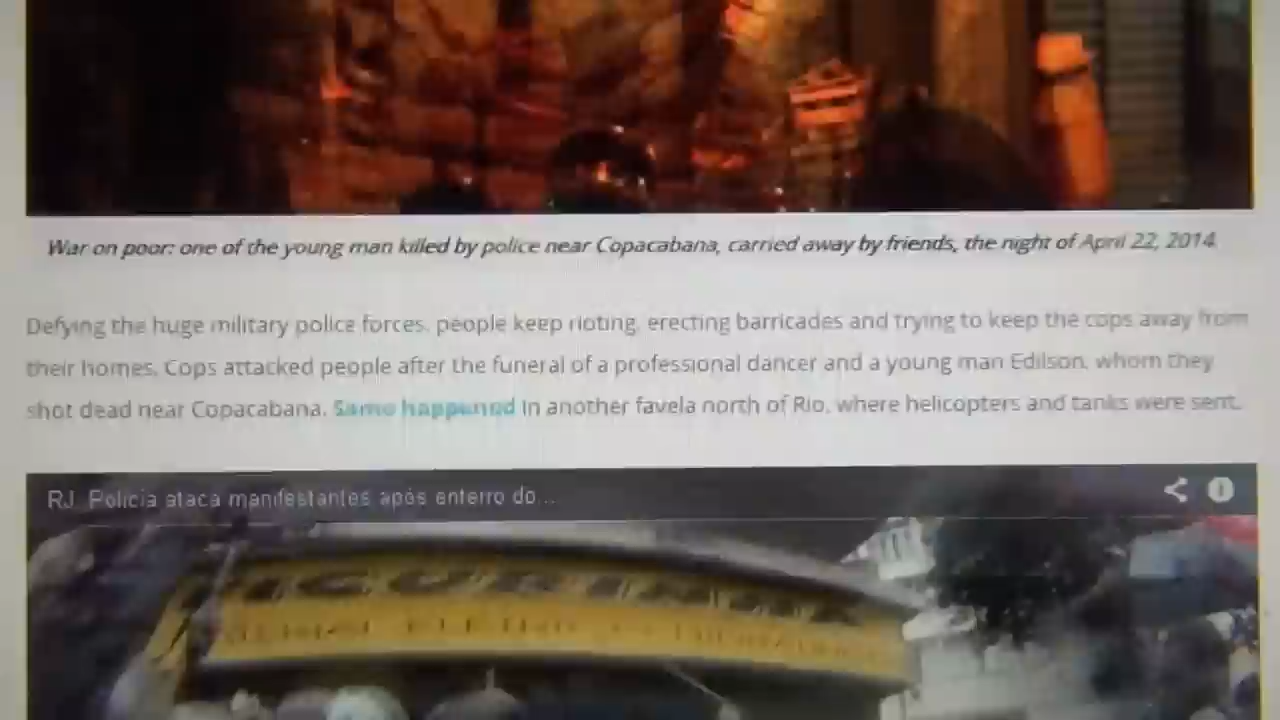 War on poor: one of the young man killed by police near Copacabana, carried away by friends, the night of April 22, 2014.
Defying the huge military police forces, people keep rioting, erecting barricades and trying to keep the cops away from
their homes. Cops attacked people after the funeral of a professional dancer and a young man Edilson, whom they
shot dead near Copacabana. Same happened in another favela north of Rio, where helicopters and tanks were sent.
RJ. Polícia ataca manifestantes após enterro do...